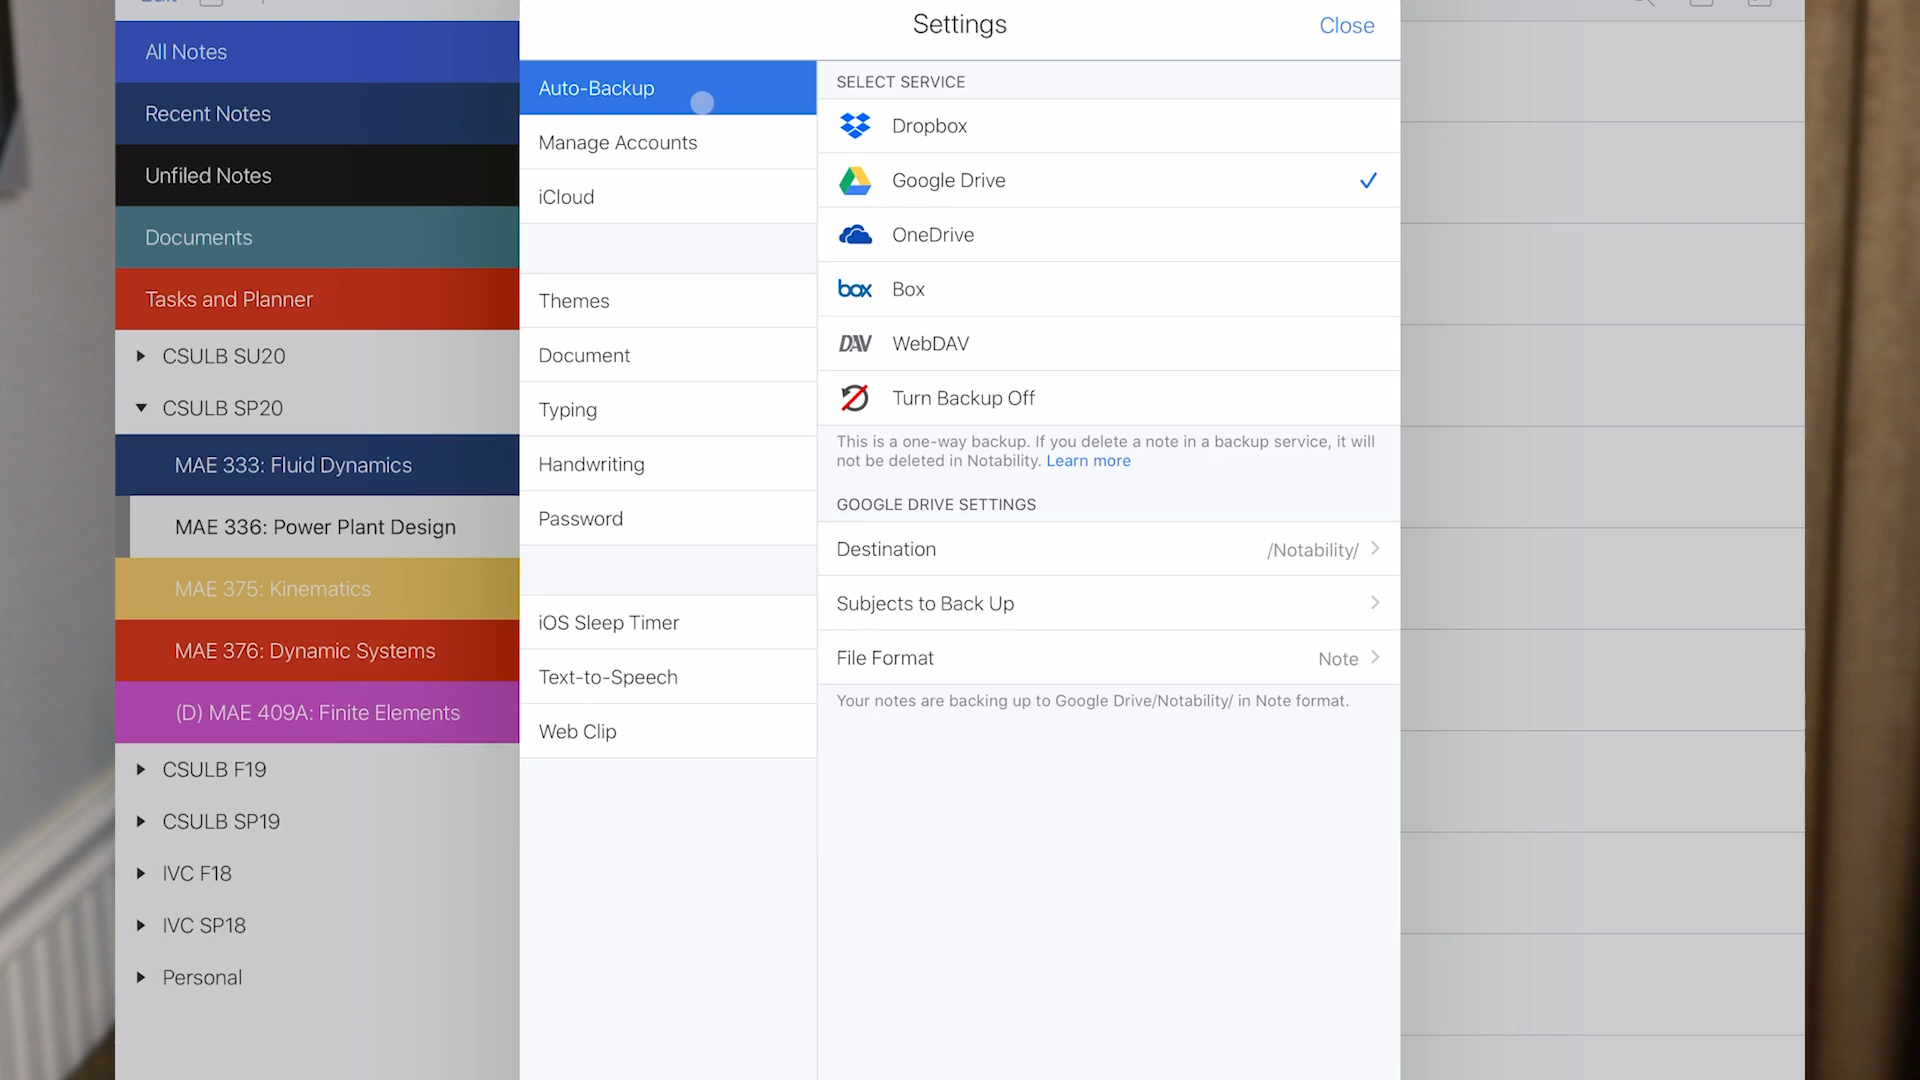 Settings
Close
All Notes
Recent Notes
Unfiled Notes
Documents
Tasks and Planner
CSULB SU20
CSULB SP20
MAE 333: Fluid Dynamics
MAE 336: Power Plant Design
MAE 375: Kinematics
MAE 376: Dynamic Systems
(D) MAE 409A: Finite Elements
CSULB F19
CSULB SP19
IVC F18
IVC SP18
Personal
Auto-Backup
Manage Accounts
iCloud
Themes
Document
Typing
Handwriting
Password
iOS Sleep Timer
Text-to-Speech
Web Clip
SELECT SERVICE
Dropbox
Google Drive
OneDrive
box Box
DAV WebDAV
Turn Backup Off
This is a one-way backup. If you delete a note in a backup service, it will
not be deleted in Notability. Learn more
GOOGLE DRIVE SETTINGS
Destination /Notability/
Subjects to Back Up
File Format Note
Your notes are backing up to Google Drive/Notability/ in Note format.